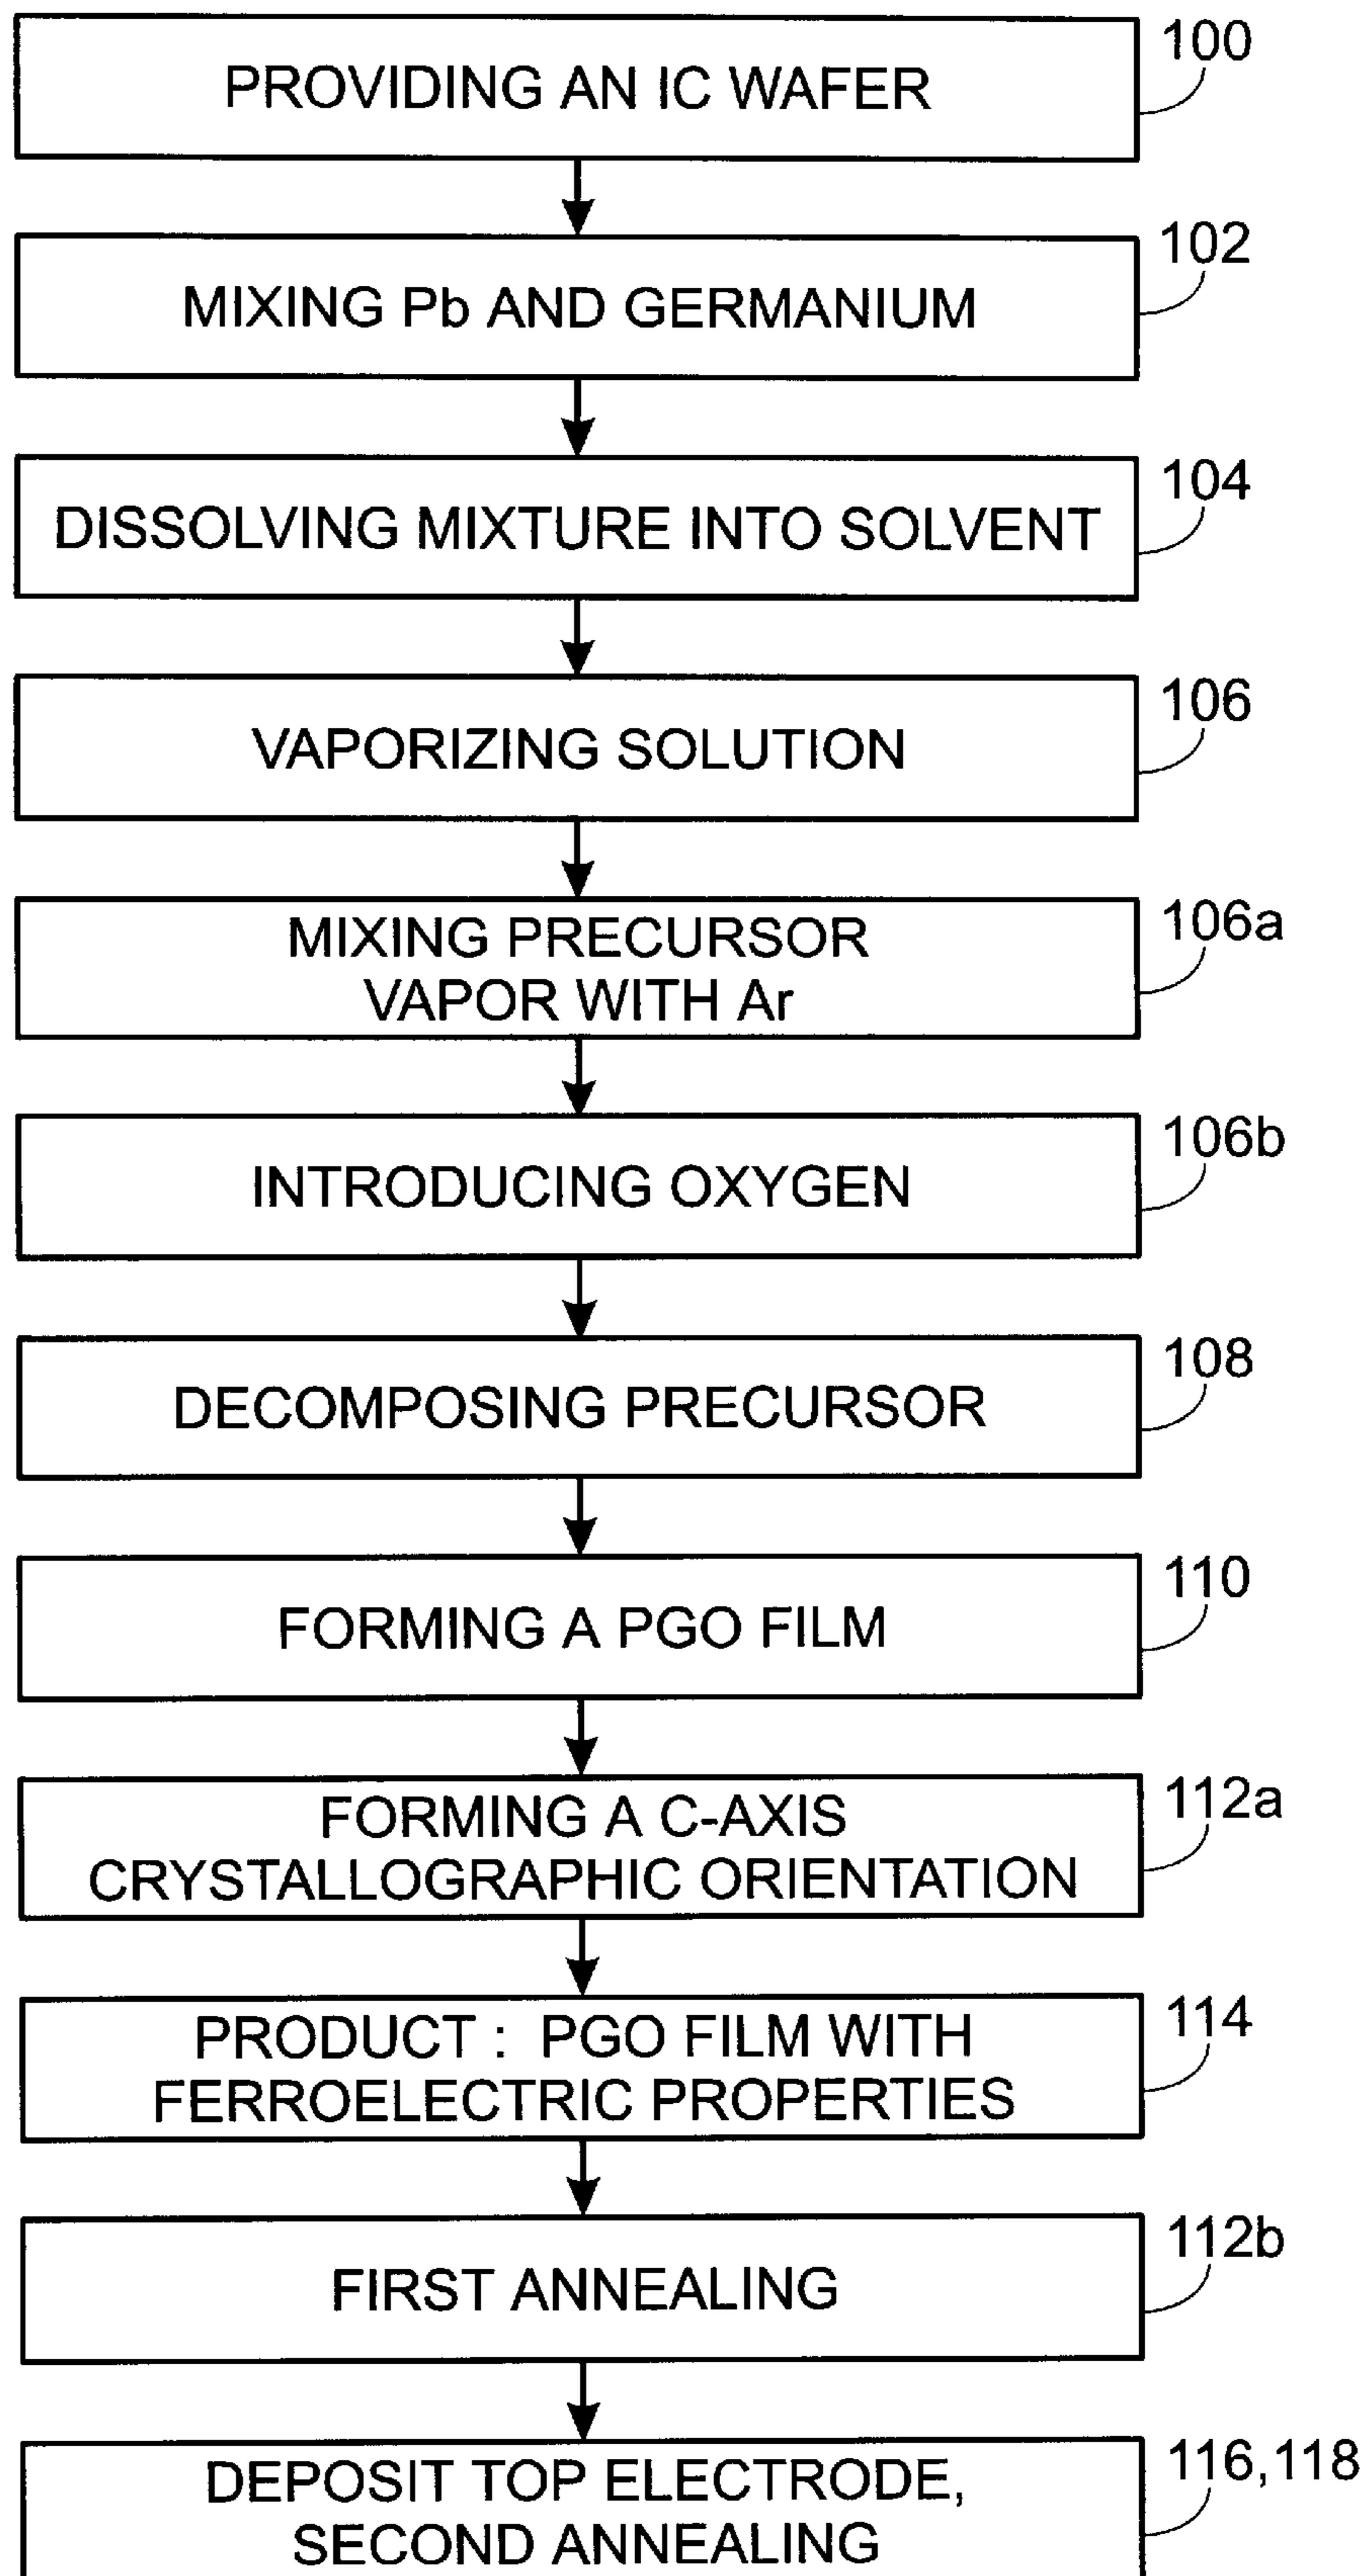 PROVIDING AN IC WAFER
100
MIXING Pb AND GERMANIUM
102
DISSOLVING MIXTURE INTO SOLVENT
104
VAPORIZING SOLUTION
106
MIXING PRECURSOR
VAPOR WITH Ar
106a
INTRODUCING OXYGEN
106b
DECOMPOSING PRECURSOR
108
FORMING A PGO FILM
110
FORMING A C-AXIS
CRYSTALLOGRAPHIC ORIENTATION
112a
PRODUCT : PGO FILM WITH
FERROELECTRIC PROPERTIES
114
FIRST ANNEALING
112b
DEPOSIT TOP ELECTRODE,
SECOND ANNEALING
116,118